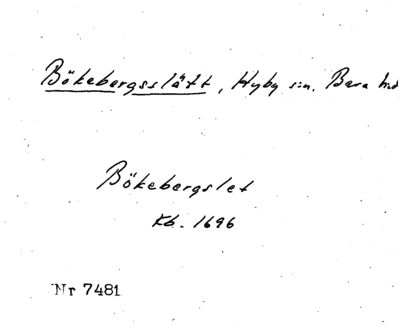 Bökebergsslätt, Hyby sn. Bara hd
Bökebergslet
Kb. 1696
Nr 7481